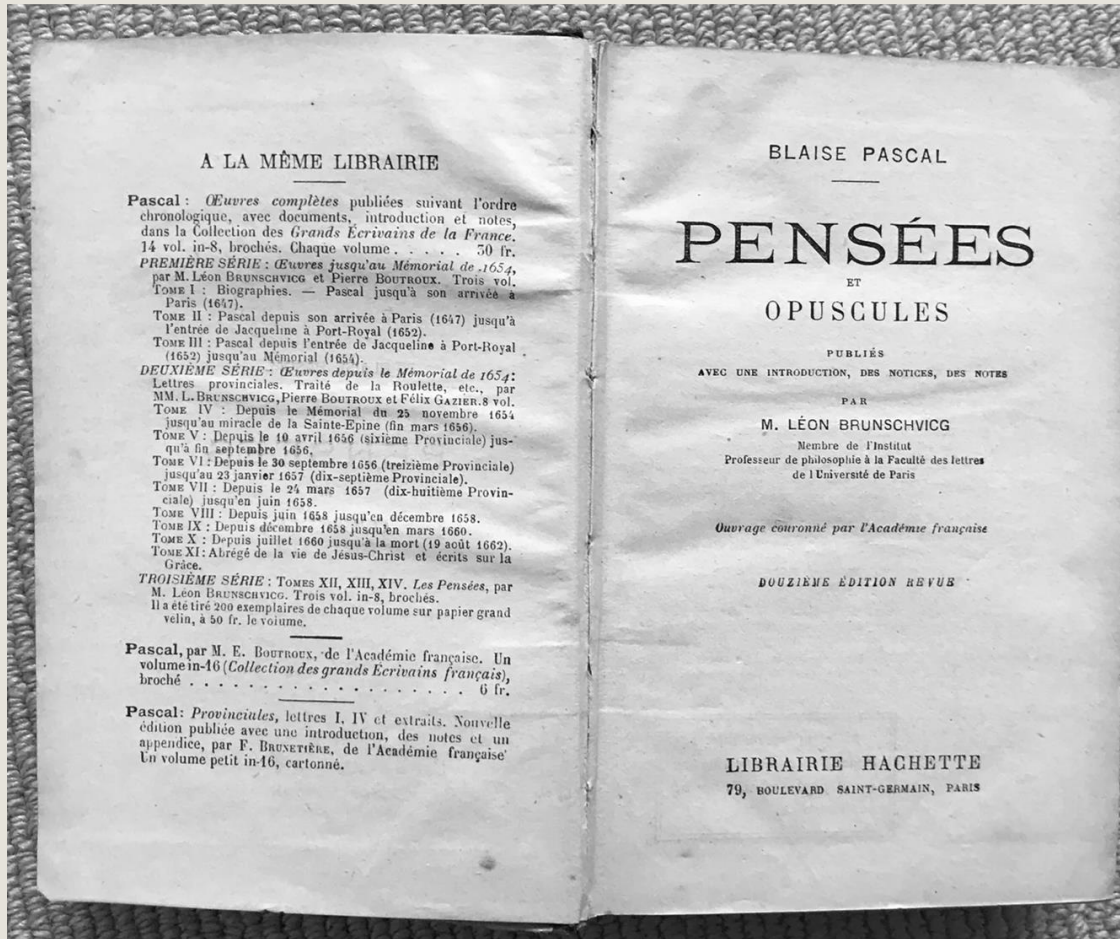 A LA MÊME LIBRAIRIE
Pascal : Œuvres complètes publiées suivant l'ordre
chronologique, avec documents, introduction et notes,
dans la Collection des Grands Écrivains de la France.
14 vol. in-8, brochés. Chaque volume . . . . . 30 fr.
PREMIÈRE SÉRIE : Œuvres jusqu'au Mémorial de 1654,
par M. Léon BRUNSCHVICG et Pierre BOUTROUX. Trois vol.
TOME I : Biographies. — Pascal jusqu'à son arrivée à
Paris (1647).
TOME II : Pascal depuis son arrivée à Paris (1647) jusqu'à
l'entrée de Jacqueline à Port-Royal (1652).
TOME III : Pascal depuis l'entrée de Jacqueline à Port-Royal
(1652) jusqu'au Mémorial (1654).
DEUXIÈME SÉRIE : Œuvres depuis le Mémorial de 1654:
Lettres provinciales. Traité de la Roulette, etc., par
MM. L. BRUNSCHVICG, Pierre BOUTROUX et Félix GAZIER. 8 vol.
TOME IV : Depuis le Mémorial du 25 novembre 1654
jusqu'au miracle de la Sainte-Epine (fin mars 1656).
TOME V : Depuis le 10 avril 1656 (sixième Provinciale) jus-
qu'à fin septembre 1656.
TOME VI : Depuis le 30 septembre 1656 (treizième Provinciale)
jusqu'au 23 janvier 1657 (dix-septième Provinciale).
TOME VII : Depuis le 24 mars 1657 (dix-huitième Provin-
ciale) jusqu'en juin 1658.
TOME VIII : Depuis juin 1658 jusqu'en décembre 1658.
TOME IX : Depuis décembre 1658 jusqu'en mars 1660.
TOME X : Depuis juillet 1660 jusqu'à la mort (19 août 1662).
TOME XI : Abrégé de la vie de Jésus-Christ et écrits sur la
Grâce.
TROISIÈME SÉRIE : TOMES XII, XIII, XIV. Les Pensées, par
M. Léon BRUNSCHVICG. Trois vol. in-8, brochés.
Il a été tiré 200 exemplaires de chaque volume sur papier grand
vélin, à 50 fr. le volume.
Pascal, par M. E. BOUTROUX, de l'Académie française. Un
volume in-16 (Collection des grands Écrivains français),
broché . . . . . . . . . . . . . . . . . . 6 fr.
Pascal: Provinciales, lettres I, IV et extraits. Nouvelle
édition publiée avec une introduction, des notes et un
appendice, par F. BRUNETIÈRE, de l'Académie française
Un volume petit in-16, cartonné.
BLAISE PASCAL
PENSÉES
ET
OPUSCULES
PUBLIÉS
AVEC UNE INTRODUCTION, DES NOTICES, DES NOTES
PAR
M. LÉON BRUNSCHVICG
Membre de l'Institut
Professeur de philosophie à la Faculté des lettres
de l'Université de Paris
Ouvrage couronné par l'Académie française
DOUZIÈME ÉDITION REVUE
LIBRAIRIE HACHETTE
79, BOULEVARD SAINT-GERMAIN, PARIS